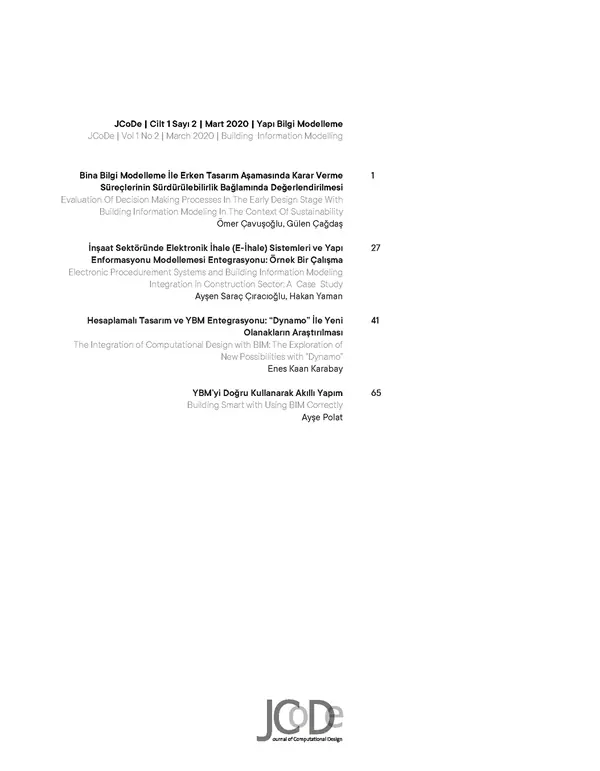 JCoDe | Cilt 1 Sayı 2 | Mart 2020 | Yapı Bilgi Modelleme
JCoDe | Vol 1 No 2 | March 2020 | Building Information Modelling
Bina Bilgi Modelleme İle Erken Tasarım Aşamasında Karar Verme 1
Süreçlerinin Sürdürülebilirlik Bağlamında Değerlendirilmesi
Evaluation Of Decision Making Processes In The Early Design Stage With
Building Information Modeling In The Context Of Sustainability
Ömer Çavuşoğlu, Gülen Çağdaş
İnşaat Sektöründe Elektronik İhale (E-İhale) Sistemleri ve Yapı 27
Enformasyonu Modellemesi Entegrasyonu: Örnek Bir Çalışma
Electronic Procedurement Systems and Building Information Modeling
Integration in Construction Sector: A Case Study
Ayşen Saraç Çıracıoğlu, Hakan Yaman
Hesaplamalı Tasarım ve YBM Entegrasyonu: “Dynamo” İle Yeni 41
Olanakların Araştırılması
The Integration of Computational Design with BIM: The Exploration of
New Possibilities with “Dynamo”
Enes Kaan Karabay
YBM’yi Doğru Kullanarak Akıllı Yapım 65
Building Smart with Using BIM Correctly
Ayşe Polat
JCoDe
Journal of Computational Design